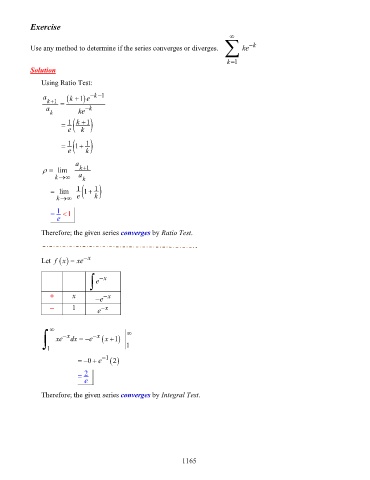 Exercise
Use any method to determine if the series converges or diverges. \sum_{k=1}^{\infty} ke^{-k}
Solution
Using Ratio Test:
\frac{a_{k+1}}{a_k} = \frac{(k+1)e^{-k-1}}{ke^{-k}}
= \frac{1}{e}\left(\frac{k+1}{k}\right)
= \frac{1}{e}\left(1+\frac{1}{k}\right)
\rho = \lim_{k \to \infty} \frac{a_{k+1}}{a_k}
= \lim_{k \to \infty} \frac{1}{e}\left(1+\frac{1}{k}\right)
= \frac{1}{e} < 1
Therefore; the given series converges by Ratio Test.
Let f(x) = xe^{-x}
\int e^{-x}
+ x -e^{-x}
− 1 e^{-x}
\int_{1}^{\infty} xe^{-x}dx = -e^{-x}(x+1) \Big|_{1}^{\infty}
= -0 + e^{-1}(2)
= \frac{2}{e}
Therefore; the given series converges by Integral Test.
1165